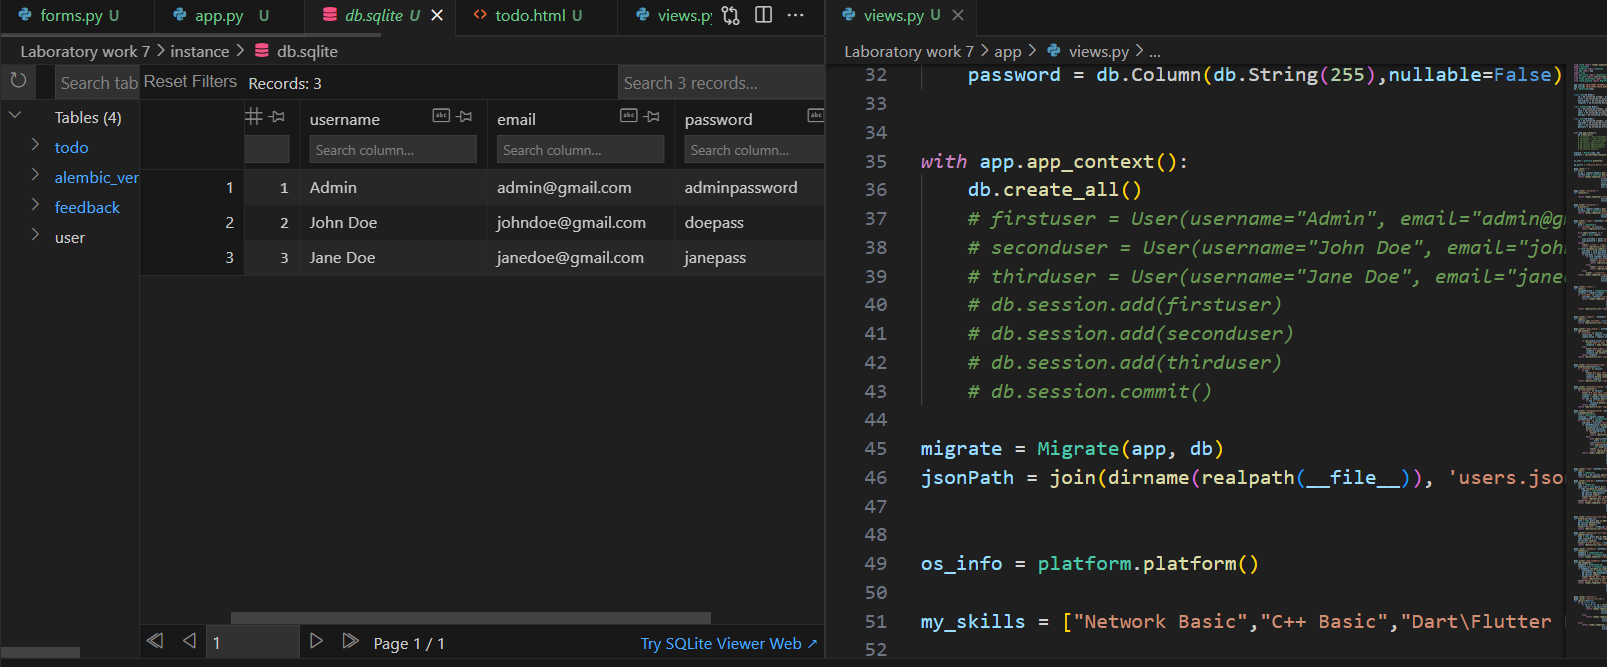 forms.py U app.py U db.sqlite U todo.html U views.py
Laboratory work 7 > instance > db.sqlite
Search tab Reset Filters Records: 3 Search 3 records...
Tables (4)
todo
alembic_ver
feedback
user
username email password
Search column... Search column... Search column...
1 1 Admin admin@gmail.com adminpassword
2 2 John Doe johndoe@gmail.com doepass
3 3 Jane Doe janedoe@gmail.com janepass
1 Page 1 / 1 Try SQLite Viewer Web ↗
views.py U
Laboratory work 7 > app > views.py > ...
32 password = db.Column(db.String(255),nullable=False)
33
34
35 with app.app_context():
36 db.create_all()
37 # firstuser = User(username="Admin", email="admin@gm
38 # seconduser = User(username="John Doe", email="joh
39 # thirduser = User(username="Jane Doe", email="janed
40 # db.session.add(firstuser)
41 # db.session.add(seconduser)
42 # db.session.add(thirduser)
43 # db.session.commit()
44
45 migrate = Migrate(app, db)
46 jsonPath = join(dirname(realpath(__file__)), 'users.json
47
48
49 os_info = platform.platform()
50
51 my_skills = ["Network Basic","C++ Basic","Dart\Flutter
52